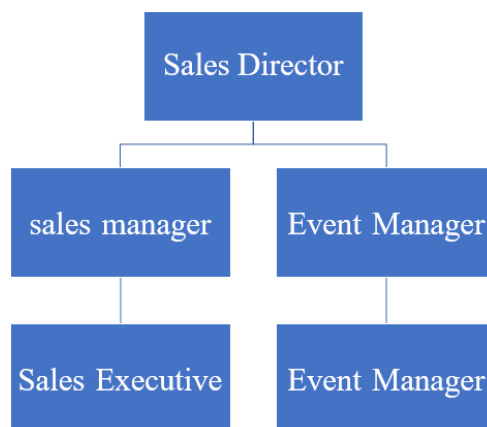 Sales Director
sales manager
Event Manager
Sales Executive
Event Manager